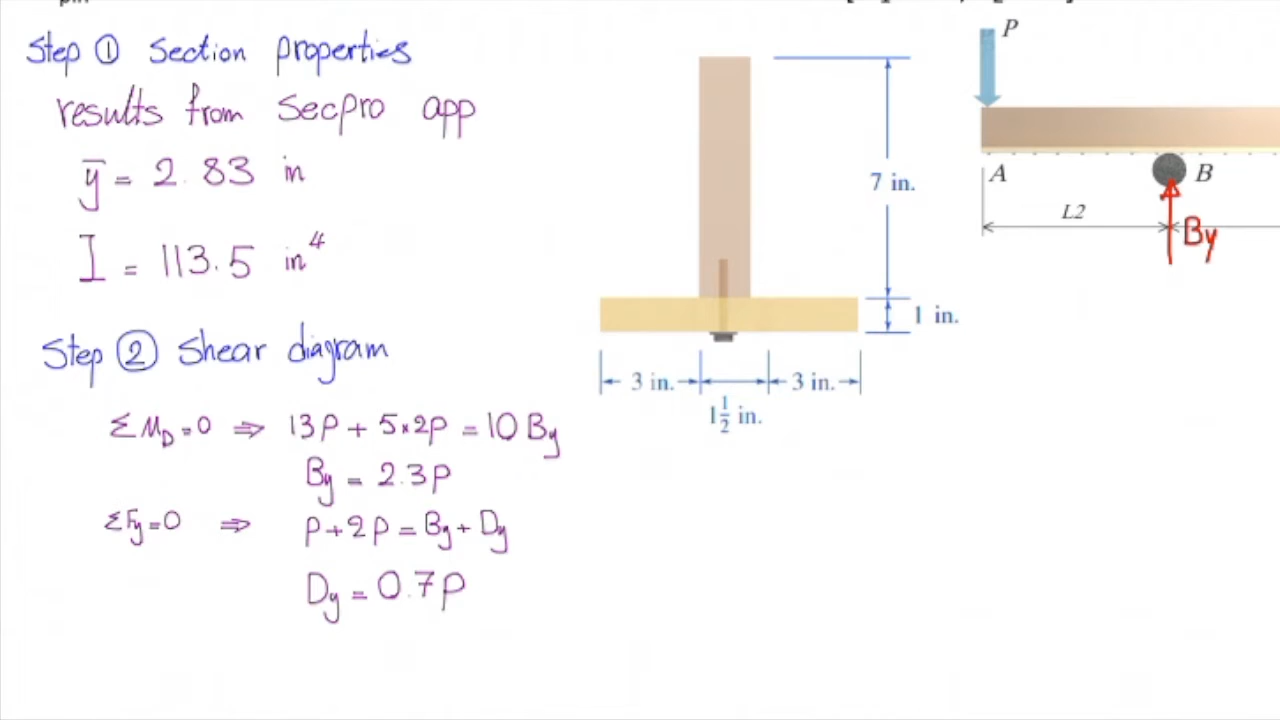 Step ① Section properties
results from SecPro app
ȳ = 2.83 in
I = 113.5 in⁴
Step ② Shear diagram
ΣM_D=0 ⇒ 13P + 5×2P = 10 By
By = 2.3P
ΣFy=0 ⇒ P+2P = By + Dy
Dy = 0.7P
7 in.
1 in.
3 in.
3 in.
1 1/2 in.
P
A
B
L2
By